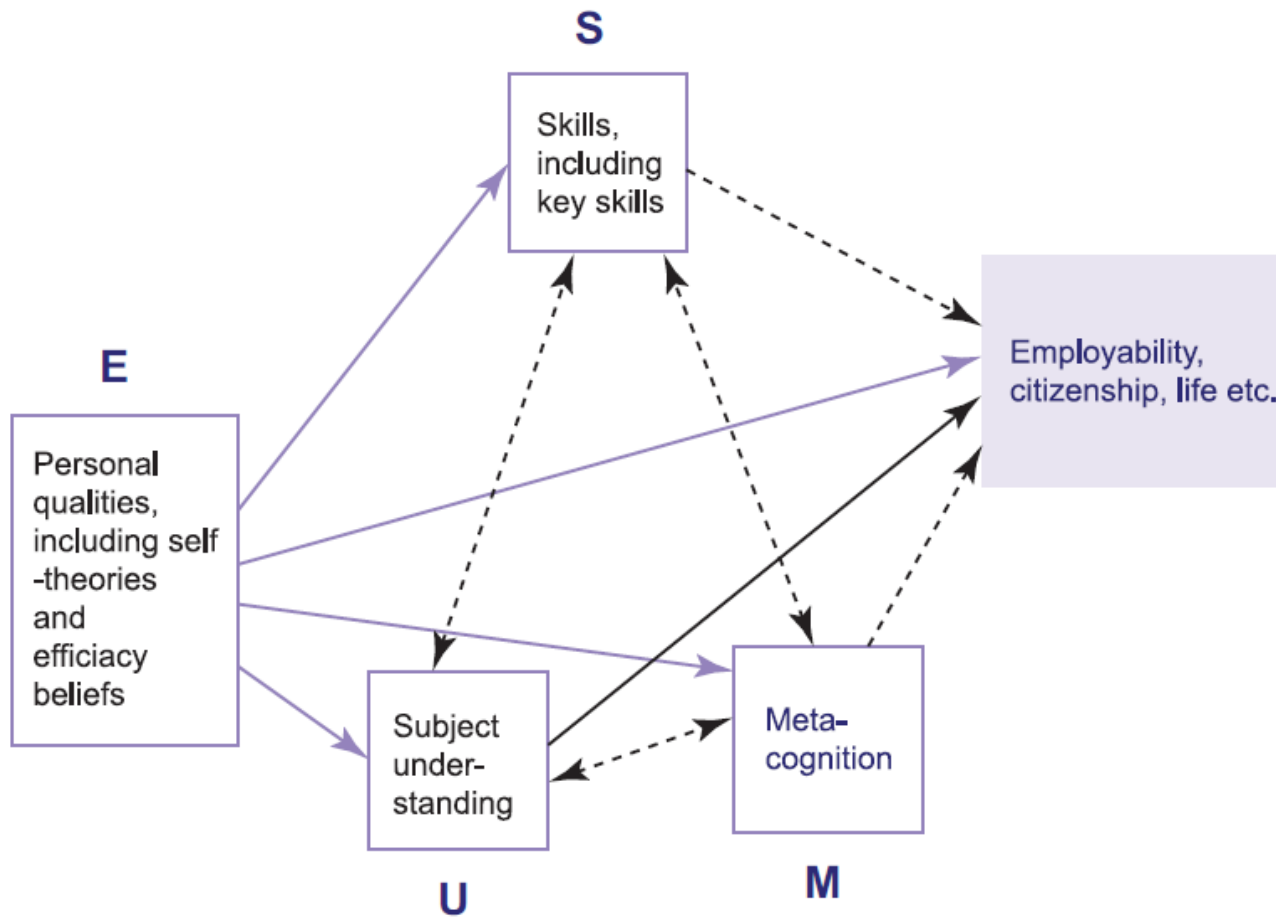 S
Skills,
including
key skills
E
Personal
qualities,
including self
-theories
and
efficiacy
beliefs
Employability,
citizenship, life etc.
Subject
under-
standing
U
Meta-
cognition
M